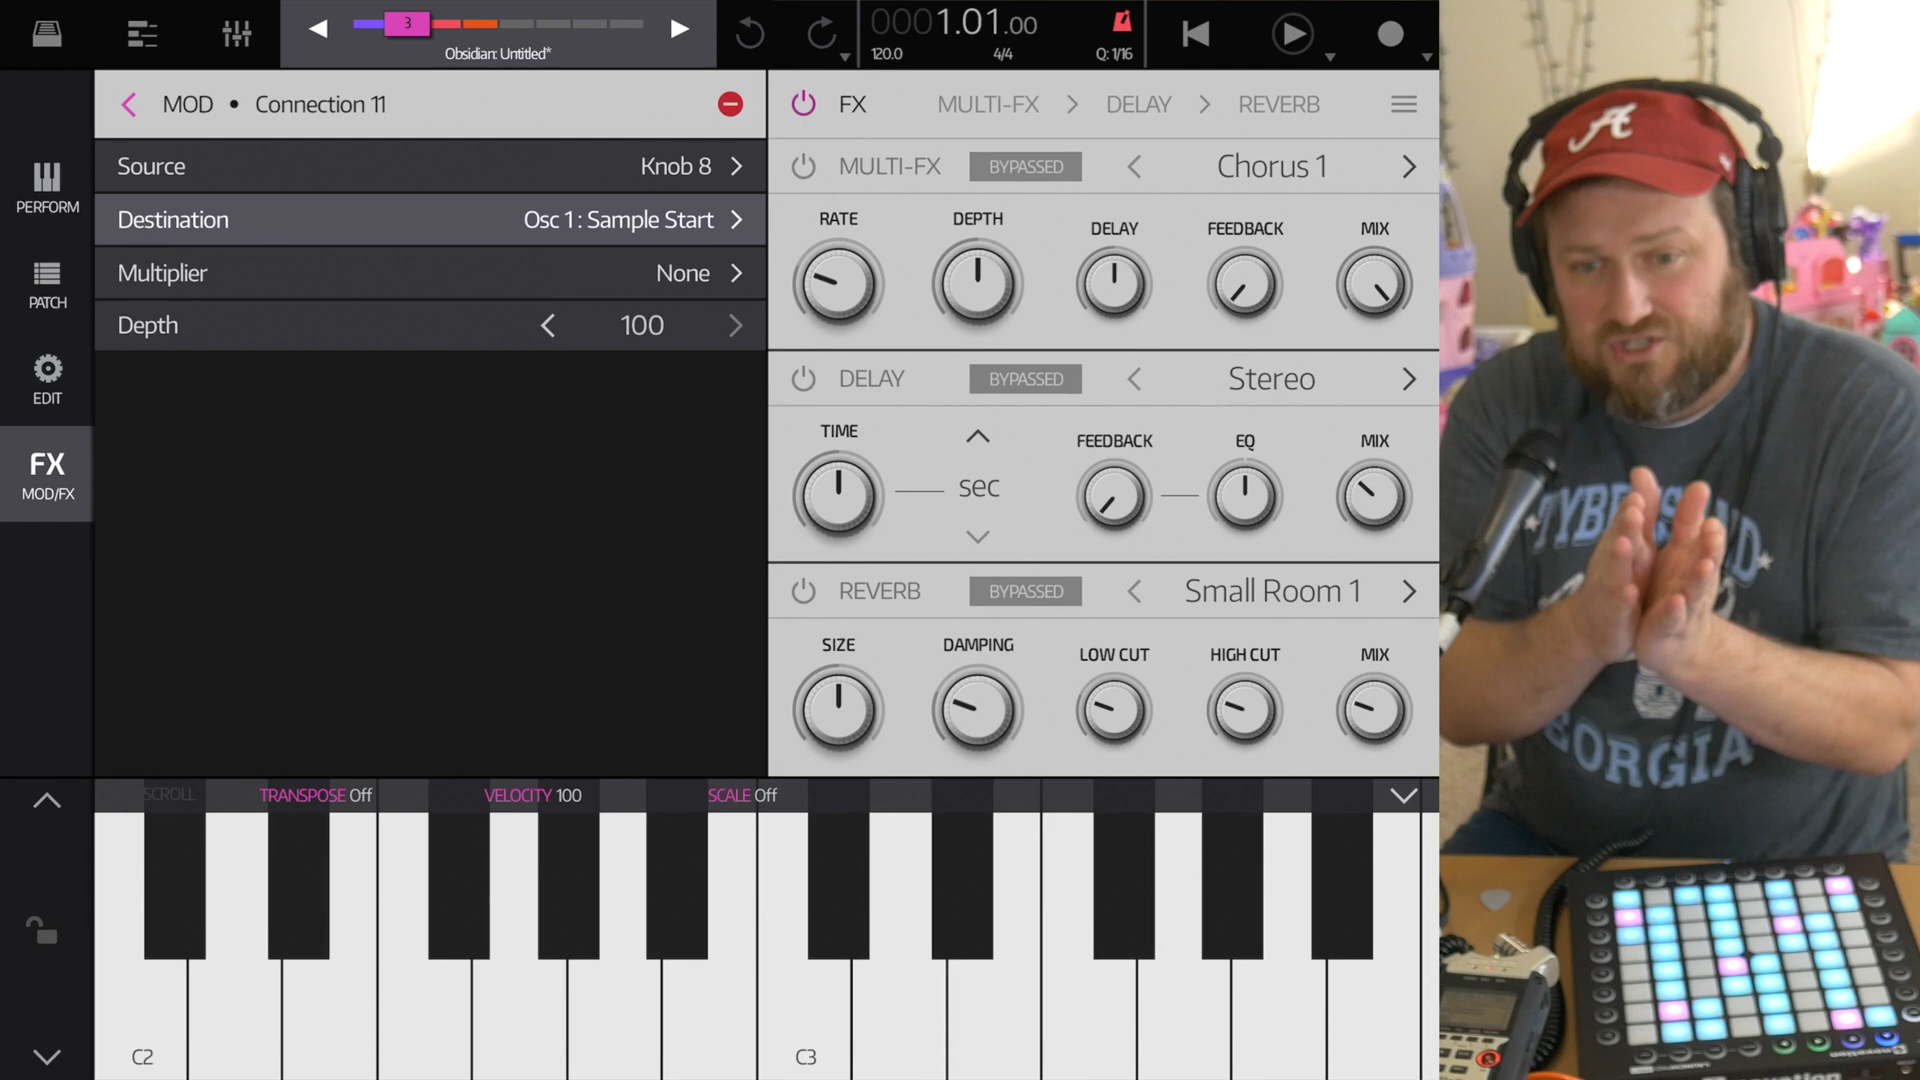 3
Obsidian: Untitled*
0001.01.00
120.0 4/4 Q: 1/16
MOD • Connection 11
Source Knob 8
Destination Osc 1: Sample Start
Multiplier None
Depth 100
PERFORM
PATCH
EDIT
FX
MOD/FX
FX MULTI-FX > DELAY > REVERB
MULTI-FX BYPASSED Chorus 1
RATE DEPTH DELAY FEEDBACK MIX
DELAY BYPASSED Stereo
TIME sec FEEDBACK EQ MIX
REVERB BYPASSED Small Room 1
SIZE DAMPING LOW CUT HIGH CUT MIX
SCROLL TRANSPOSE Off VELOCITY 100 SCALE Off
C2 C3
A
GEORGIA
novation